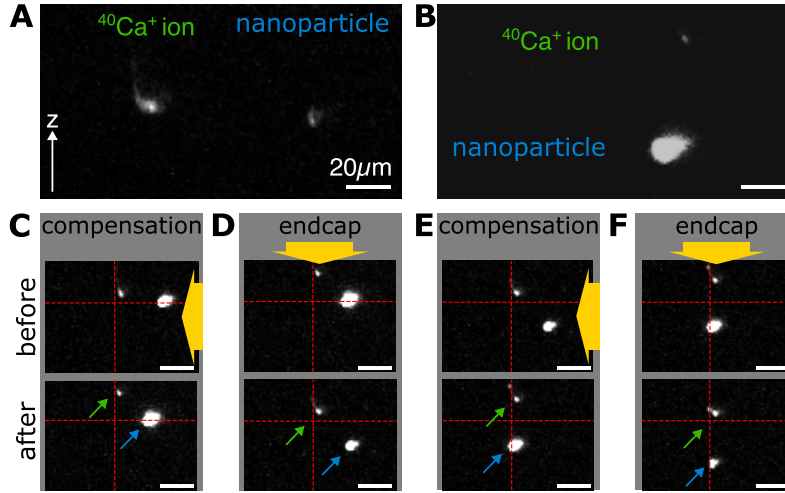 A
⁴⁰Ca⁺ ion
nanoparticle
z
20µm
B
⁴⁰Ca⁺ ion
nanoparticle
C
compensation
D
endcap
E
compensation
F
endcap
before
after